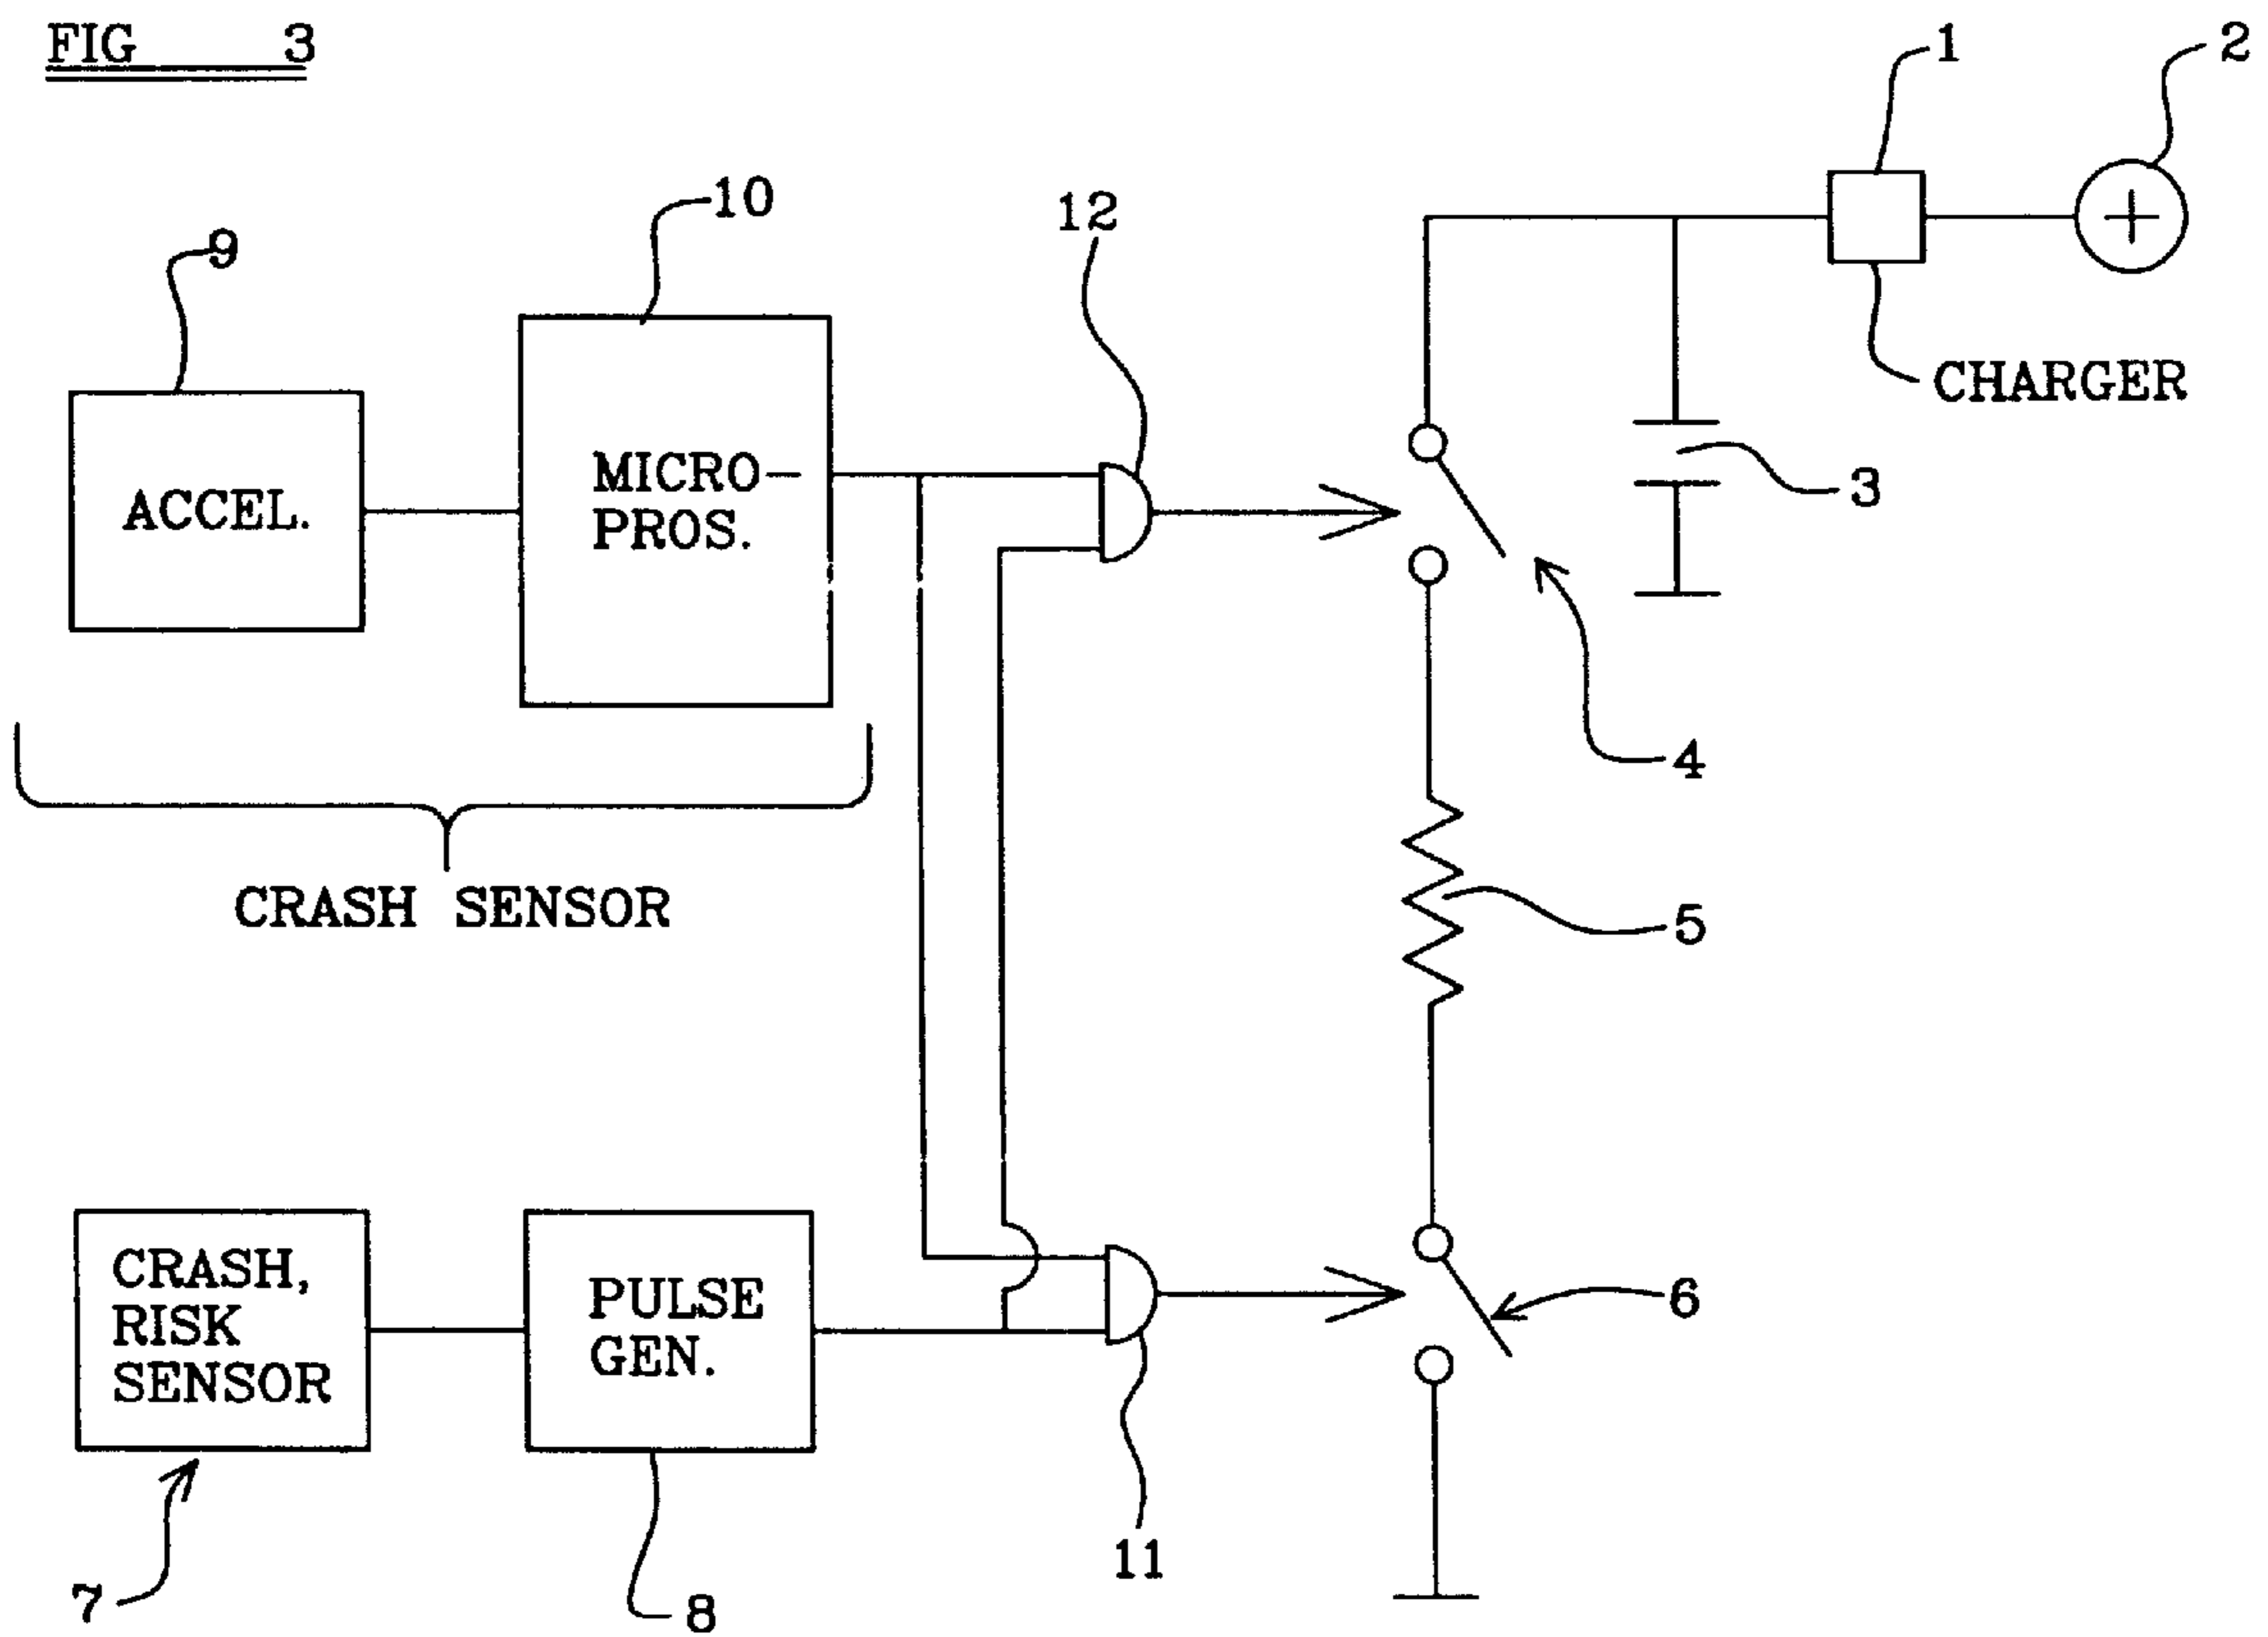 FIG 3
1
2
10
12
9
CHARGER
MICRO-
PROS.
ACCEL.
3
4
CRASH SENSOR
5
CRASH,
RISK
SENSOR
PULSE
GEN.
6
11
7
8